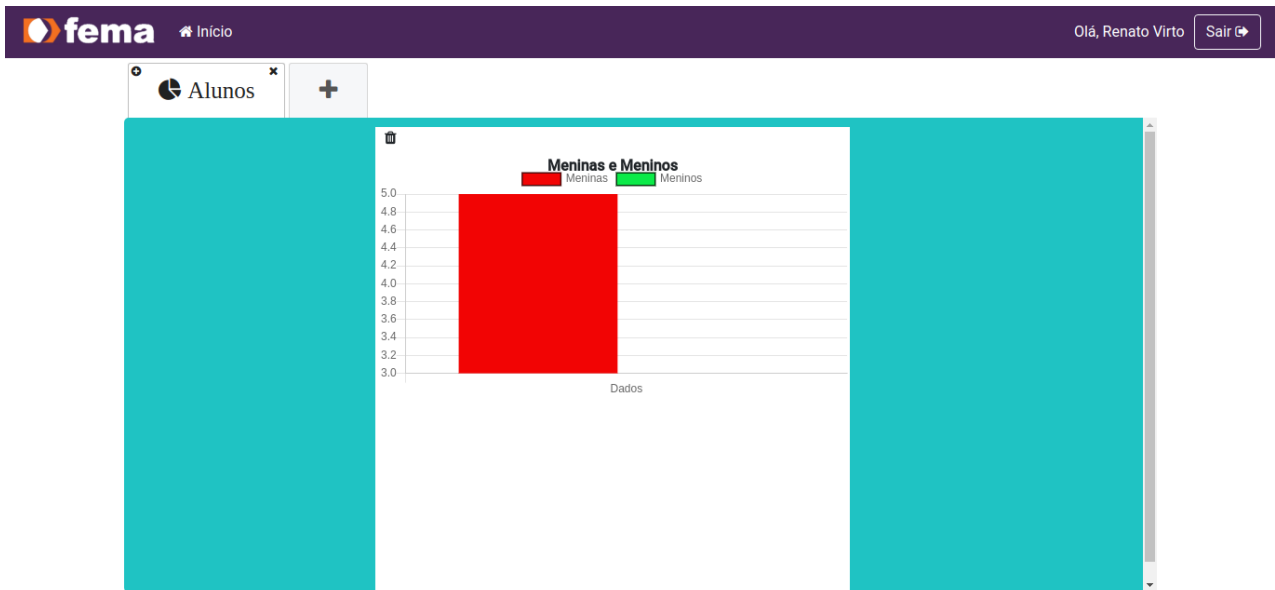 fema Início Olá, Renato Virto Sair
Alunos
Meninas e Meninos
Meninas Meninos
5.0
4.8
4.6
4.4
4.2
4.0
3.8
3.6
3.4
3.2
3.0
Dados